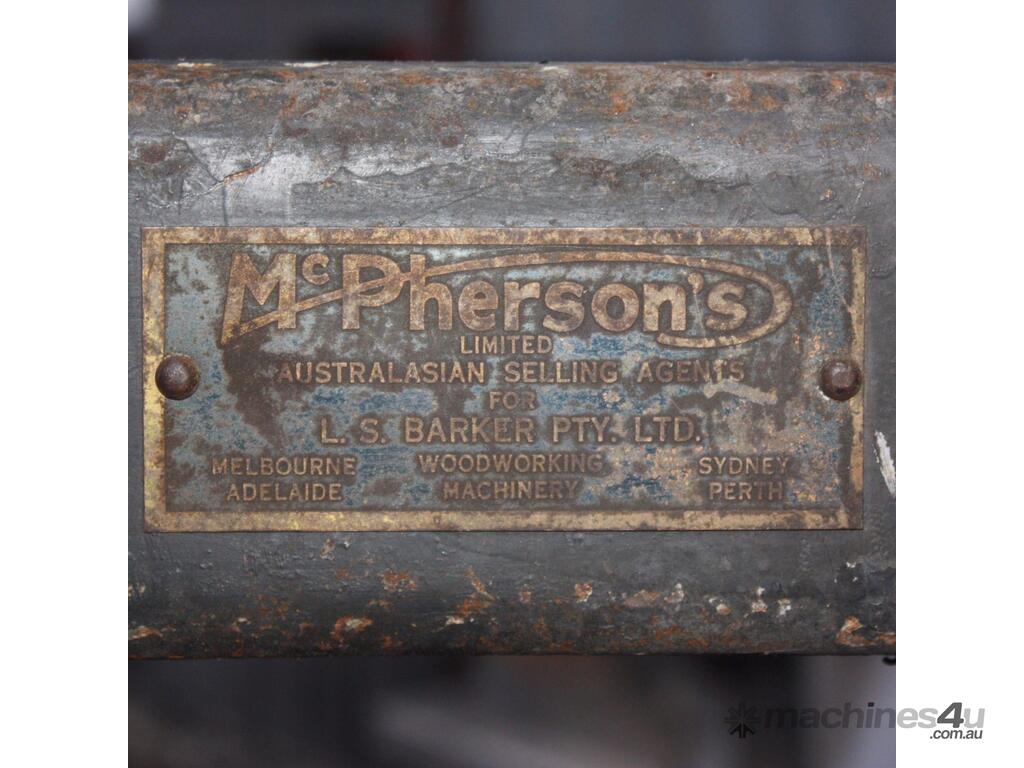 McPherson's
LIMITED
AUSTRALASIAN SELLING AGENTS
FOR
L. S. BARKER PTY. LTD.
MELBOURNE WOODWORKING SYDNEY
ADELAIDE MACHINERY PERTH
machines4u
.com.au